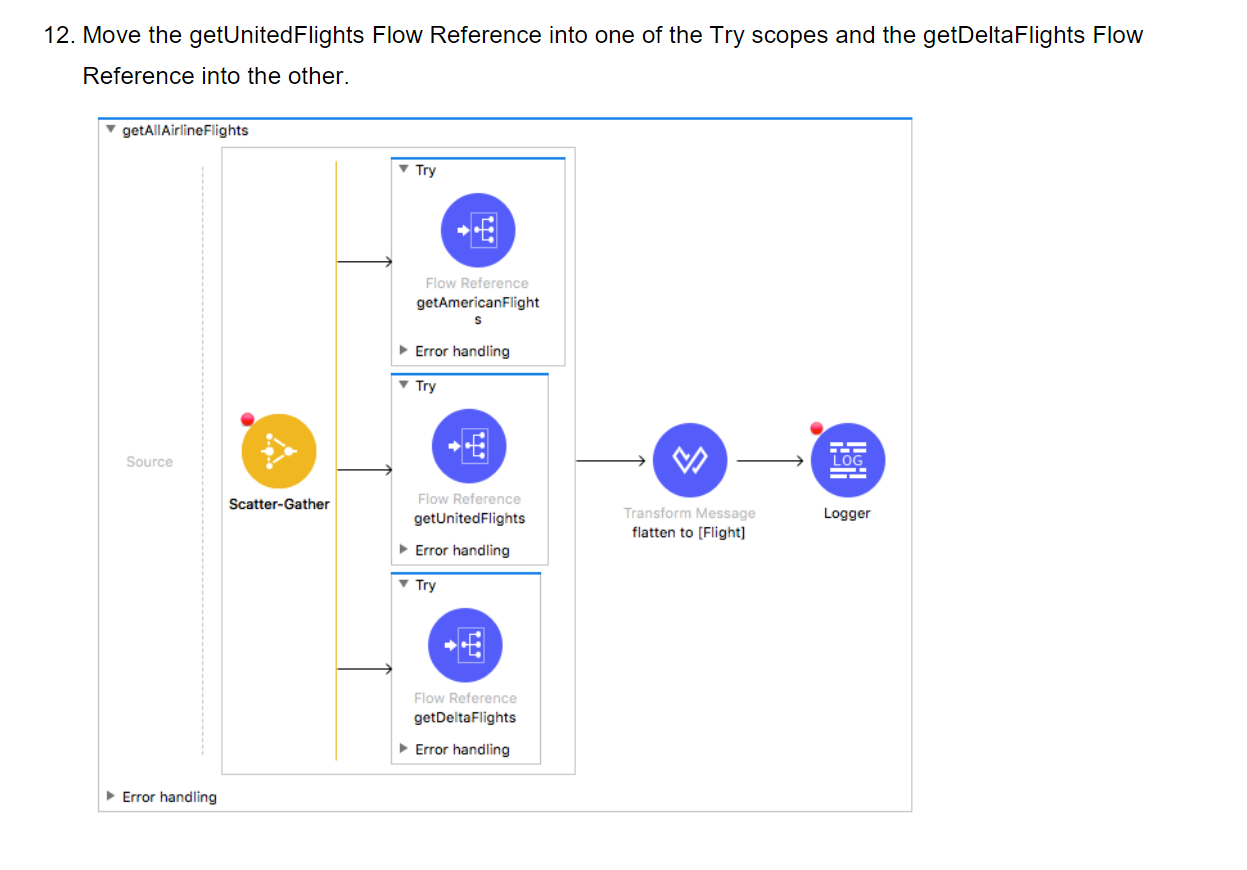 12. Move the getUnitedFlights Flow Reference into one of the Try scopes and the getDeltaFlights Flow
Reference into the other.
getAllAirlineFlights
Try
Flow Reference
getAmericanFlight
s
Error handling
Try
Flow Reference
getUnitedFlights
Error handling
Try
Flow Reference
getDeltaFlights
Error handling
Source
Scatter-Gather
Transform Message
flatten to [Flight]
LOG
Logger
Error handling